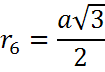 r₆ = a√3/2